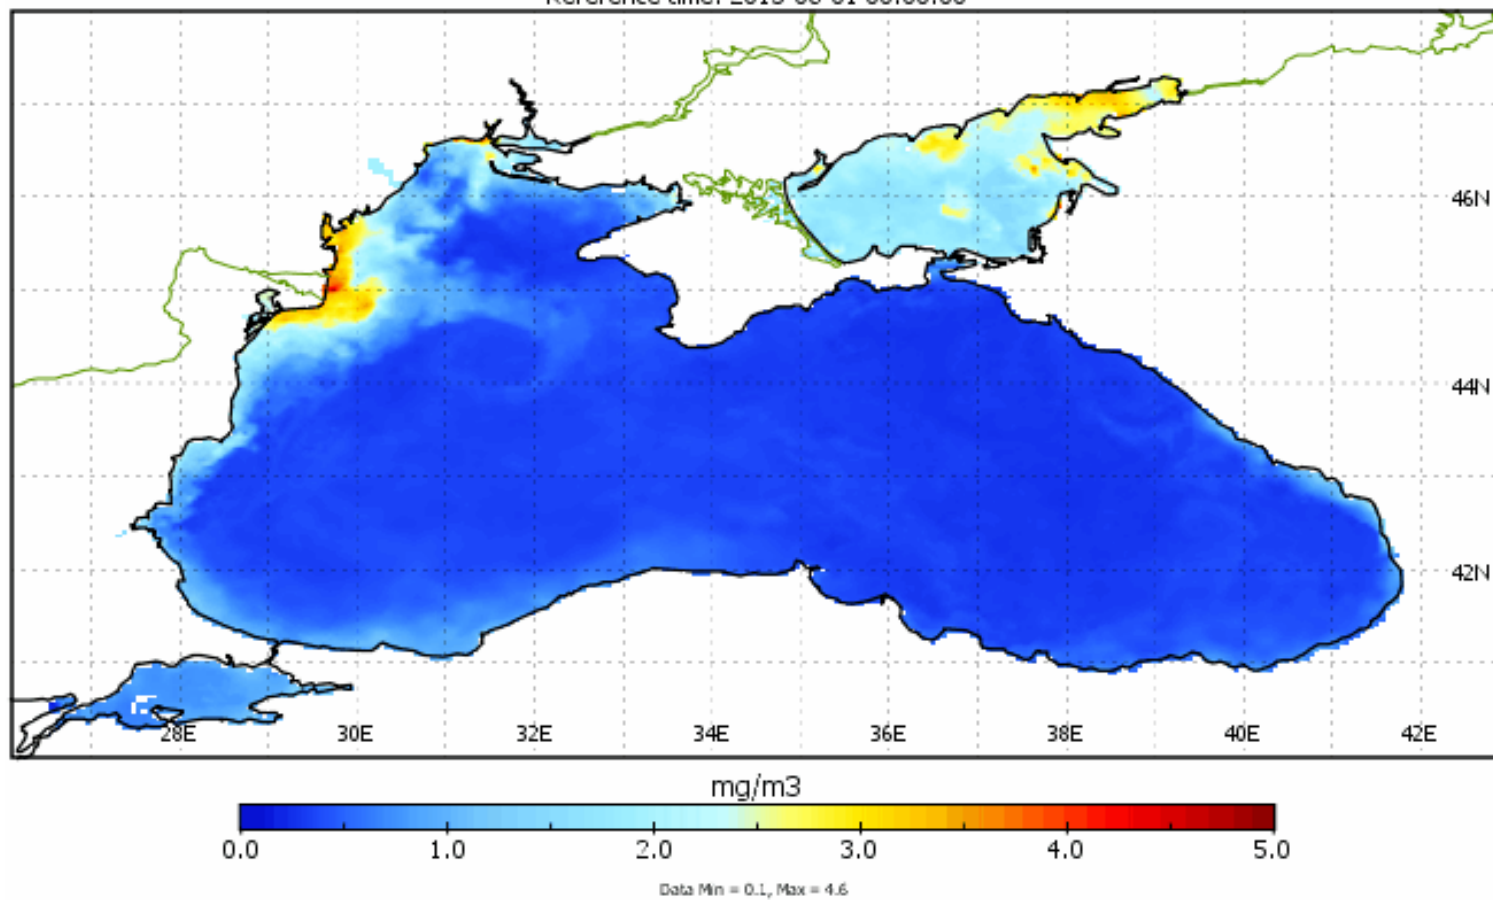 46N
44N
42N
28E 30E 32E 34E 36E 38E 40E 42E
mg/m3
0.0 1.0 2.0 3.0 4.0 5.0
Data Min = 0.1, Max = 4.6